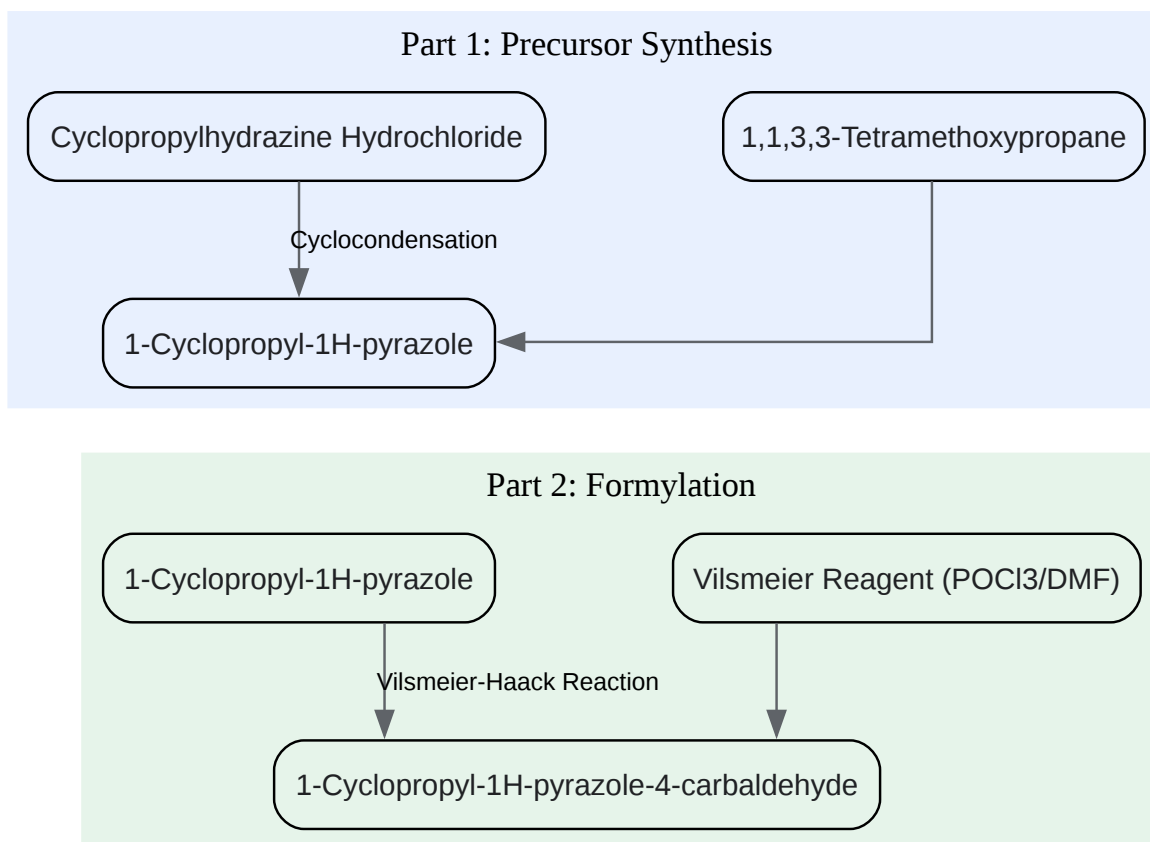 Part 1: Precursor Synthesis
Cyclopropylhydrazine Hydrochloride
1,1,3,3-Tetramethoxypropane
Cyclocondensation
1-Cyclopropyl-1H-pyrazole
Part 2: Formylation
1-Cyclopropyl-1H-pyrazole
Vilsmeier Reagent (POCl3/DMF)
Vilsmeier-Haack Reaction
1-Cyclopropyl-1H-pyrazole-4-carbaldehyde